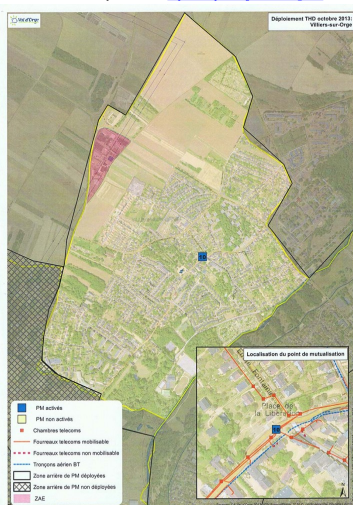 Val d'Orge
Déploiement THD octobre 2013:
Villiers-sur-Orge
PM activés
PM non activés
Chambres telecoms
Fourreaux telecoms mobilisable
Fourreaux telecoms non mobilisable
Tronçons aérien BT
Zone arrière de PM déployées
Zone arrière de PM non déployées
ZAE
Localisation du point de mutualisation
Place de
la Libération
N